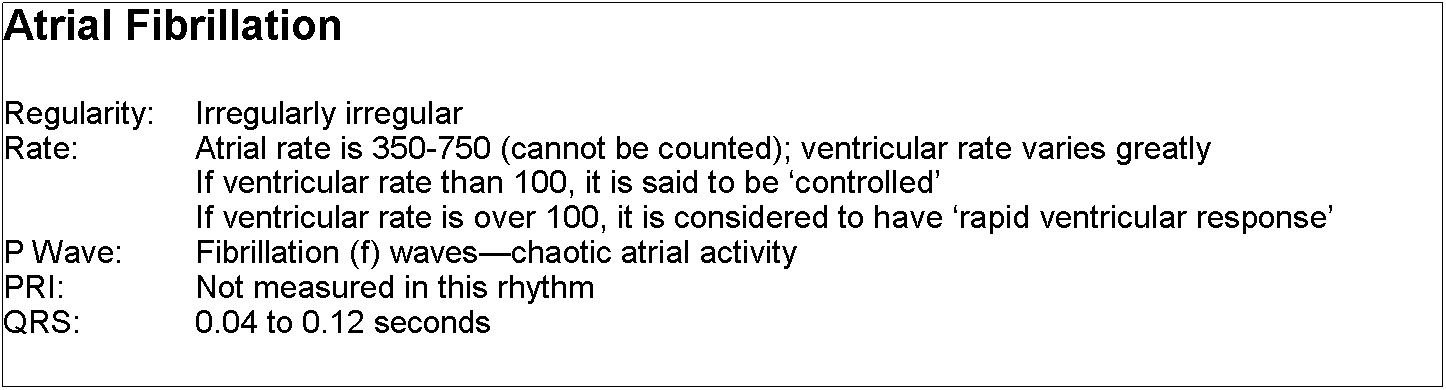 Atrial Fibrillation
Regularity: Irregularly irregular
Rate: Atrial rate is 350-750 (cannot be counted); ventricular rate varies greatly
If ventricular rate than 100, it is said to be ‘controlled’
If ventricular rate is over 100, it is considered to have ‘rapid ventricular response’
P Wave: Fibrillation (f) waves—chaotic atrial activity
PRI: Not measured in this rhythm
QRS: 0.04 to 0.12 seconds